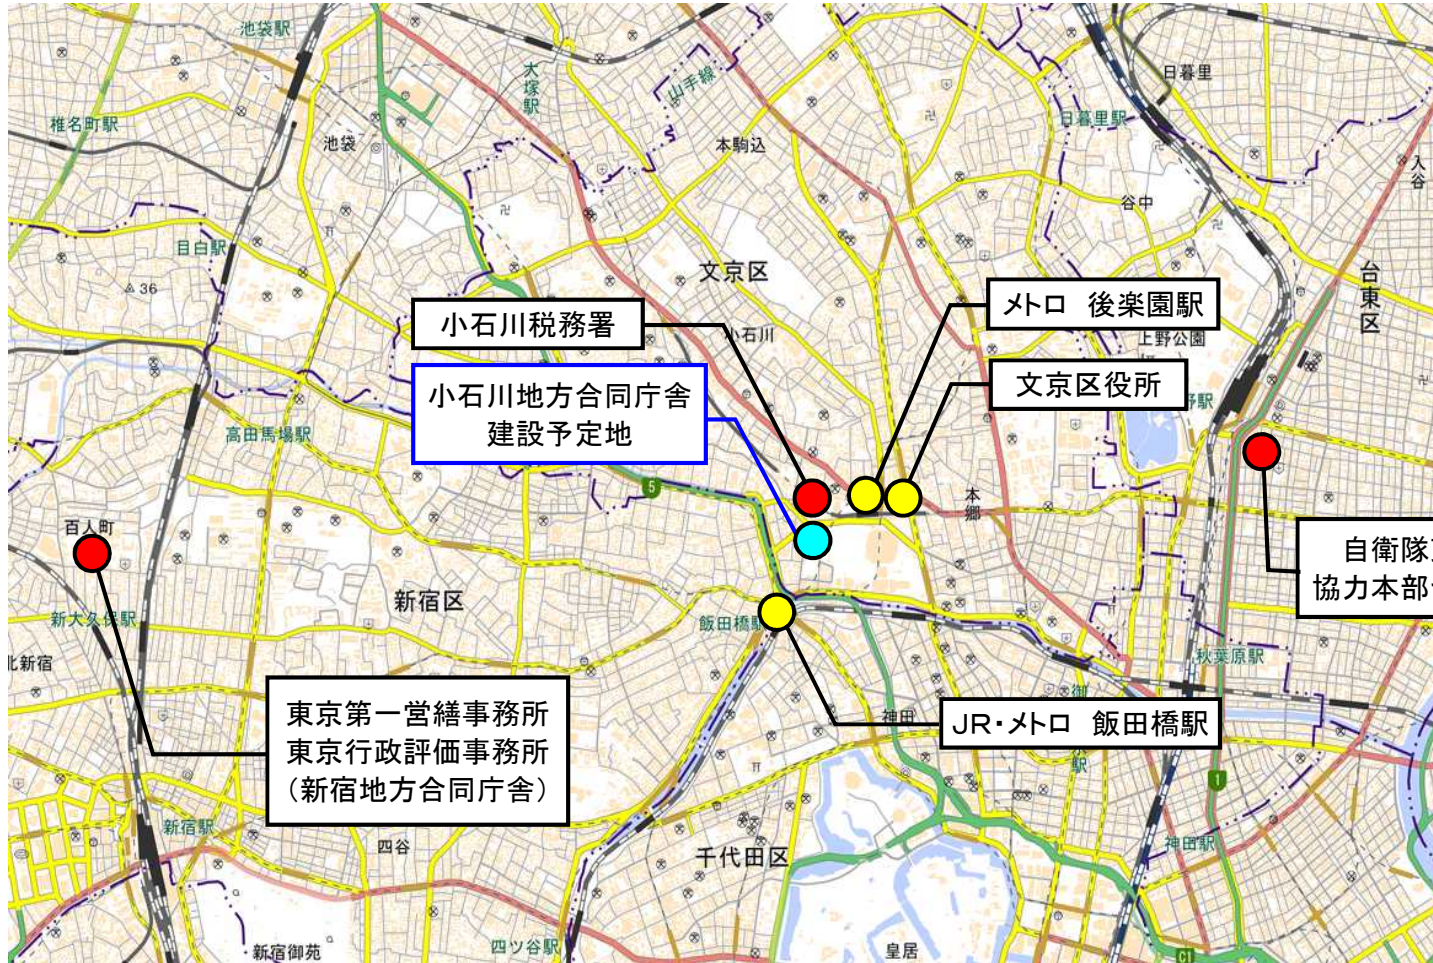 池袋駅
大塚駅
山手線
日暮里
椎名町駅
池袋
本駒込
日暮里駅
入谷
谷中
目白駅
36
文京区
台東区
小石川税務署
小石川
メトロ 後楽園駅
上野公園
小石川地方合同庁舎
建設予定地
文京区役所
野駅
高田馬場駅
5
本郷
百人町
自衛隊
協力本部
新宿区
新大久保駅
飯田橋駅
北新宿
秋葉原駅
東京第一営繕事務所
東京行政評価事務所
(新宿地方合同庁舎)
神田
JR・メトロ 飯田橋駅
御
駅
1
新宿駅
四谷
千代田区
神田駅
新宿御苑
四ツ谷駅
皇居
C1